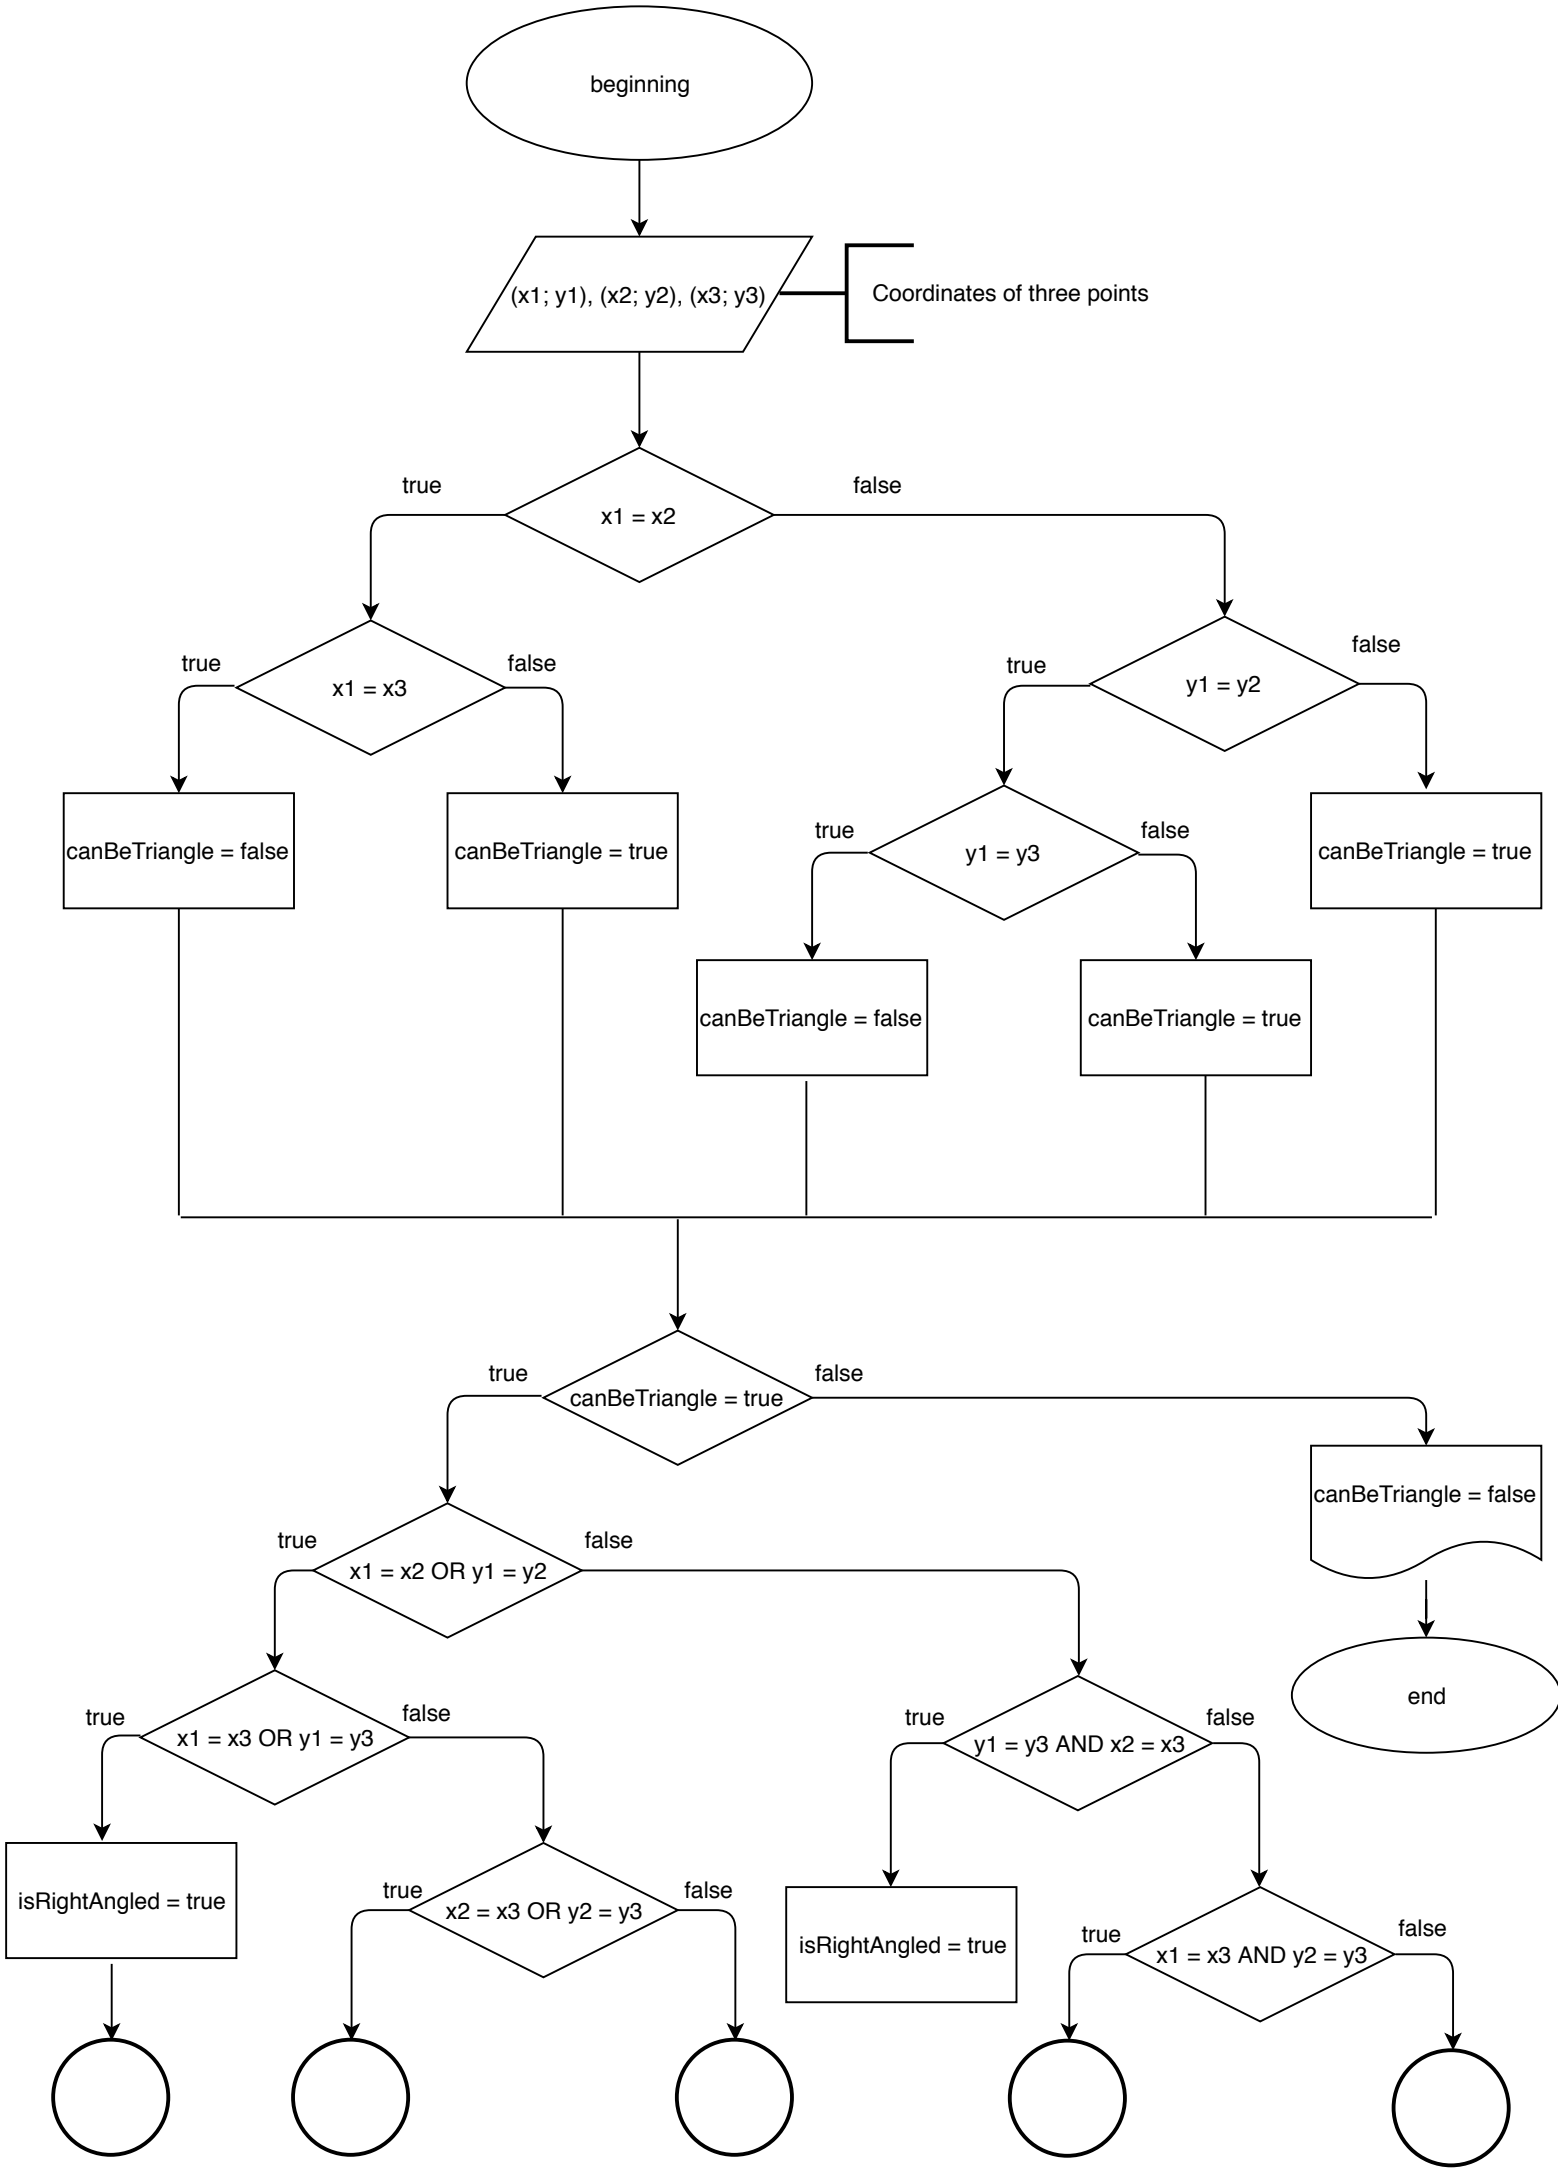 beginning
(x1; y1), (x2; y2), (x3; y3)
Coordinates of three points
true
false
x1 = x2
true
false
x1 = x3
true
false
y1 = y2
canBeTriangle = false
canBeTriangle = true
true
false
y1 = y3
canBeTriangle = true
canBeTriangle = false
canBeTriangle = true
true
false
canBeTriangle = true
canBeTriangle = false
true
false
x1 = x2 OR y1 = y2
end
true
false
x1 = x3 OR y1 = y3
true
false
y1 = y3 AND x2 = x3
isRightAngled = true
true
false
x2 = x3 OR y2 = y3
isRightAngled = true
true
false
x1 = x3 AND y2 = y3